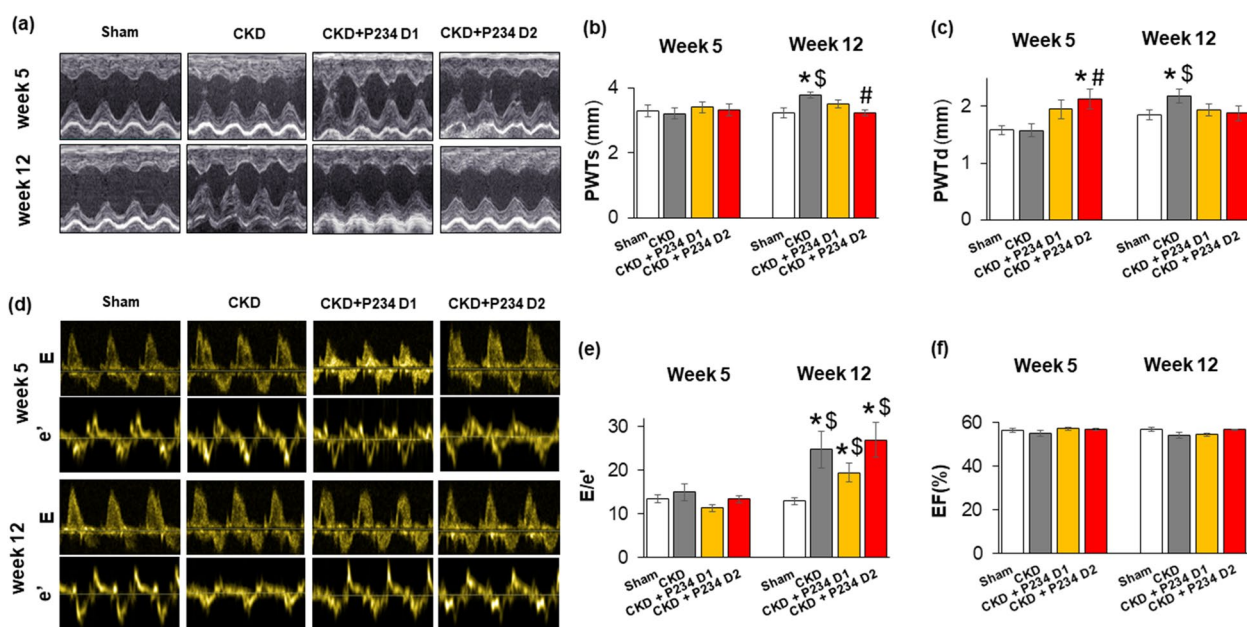 (a)
Sham CKD CKD+P234 D1 CKD+P234 D2
week 5
week 12
(b)
Week 5 Week 12
PWTs (mm)
4
2
0
* $
#
Sham CKD CKD + P234 D1 CKD + P234 D2 Sham CKD CKD + P234 D1 CKD + P234 D2
(c)
Week 5 Week 12
PWTd (mm)
2
1
0
* #
* $
Sham CKD CKD + P234 D1 CKD + P234 D2 Sham CKD CKD + P234 D1 CKD + P234 D2
(d)
Sham CKD CKD+P234 D1 CKD+P234 D2
week 5
E
e'
week 12
E
e'
(e)
Week 5 Week 12
E/e'
30
20
10
0
* $
* $
* $
Sham CKD CKD + P234 D1 CKD + P234 D2 Sham CKD CKD + P234 D1 CKD + P234 D2
(f)
Week 5 Week 12
EF(%)
60
40
20
0
Sham CKD CKD + P234 D1 CKD + P234 D2 Sham CKD CKD + P234 D1 CKD + P234 D2